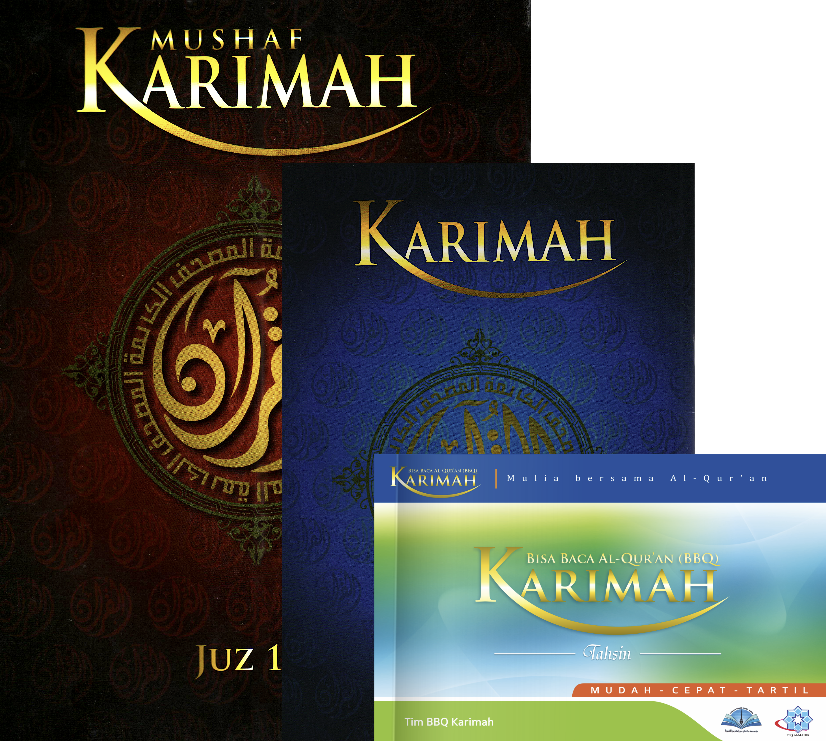 MUSHAF
KARIMAH
القرآن
JUZ 1
KARIMAH
BISA BACA AL-QUR'AN (BBQ)
KARIMAH
Mulia bersama Al-Qur'an
BISA BACA AL-QUR'AN (BBQ)
KARIMAH
Tahsin
MUDAH - CEPAT - TARTIL
Tim BBQ Karimah